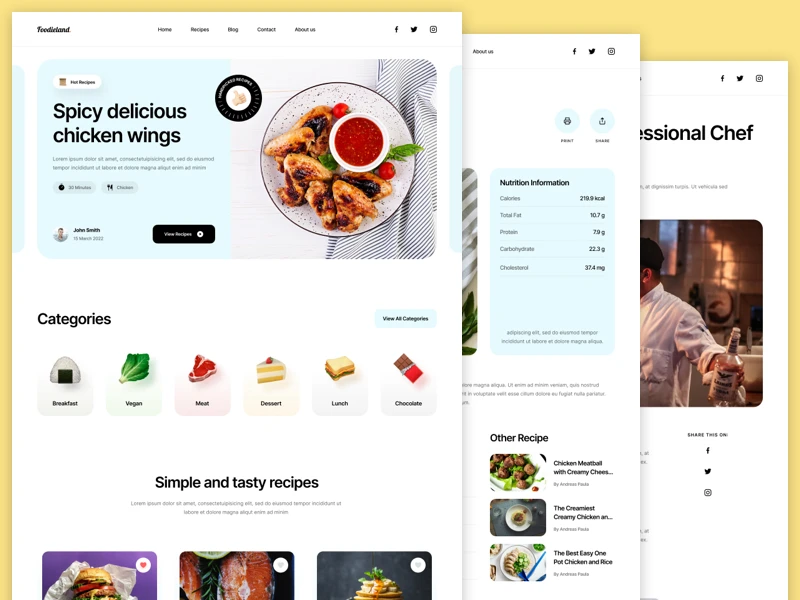 Foodieland.
Home
Recipes
Blog
Contact
About us
Hot Recipes
HANDPICKED RECIPES
Spicy delicious
chicken wings
Lorem ipsum dolor sit amet, consectetuipisicing elit, sed do eiusmod
tempor incididunt ut labore et dolore magna aliqut enim ad minim
30 Minutes
Chicken
John Smith
15 March 2022
View Recipes
Categories
View All Categories
Breakfast
Vegan
Meat
Dessert
Lunch
Chocolate
Simple and tasty recipes
Lorem ipsum dolor sit amet, consectetuipisicing elit, sed do eiusmod tempor incididunt ut
labore et dolore magna aliqut enim ad minim
About us
PRINT
SHARE
Nutrition Information
Calories
219.9 kcal
Total Fat
10.7 g
Protein
7.9 g
Carbohydrate
22.3 g
Cholesterol
37.4 mg
adipiscing elit, sed do eiusmod tempor
incididunt ut labore et dolore magna aliqua.
lore magna aliqua. Ut enim ad minim veniam, quis nostrud
in voluptate velit esse cillum dolore eu fugiat nulla pariatur.
Other Recipe
Chicken Meatball
with Creamy Chees...
By Andreas Paula
The Creamiest
Creamy Chicken an...
By Andreas Paula
The Best Easy One
Pot Chicken and Rice
By Andreas Paula
essional Chef
, at dignissim turpis. Ut vehicula sed
SHARE THIS ON: